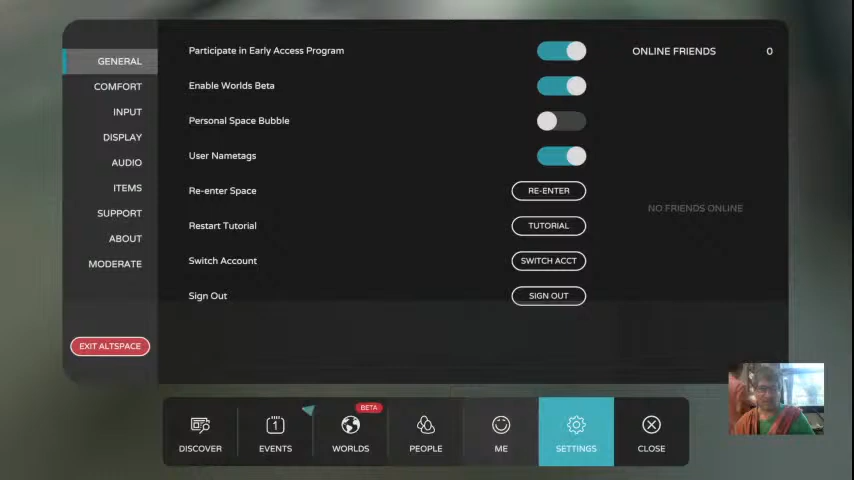 GENERAL
COMFORT
INPUT
DISPLAY
AUDIO
ITEMS
SUPPORT
ABOUT
MODERATE
EXIT ALTSPACE
Participate in Early Access Program
Enable Worlds Beta
Personal Space Bubble
User Nametags
Re-enter Space RE-ENTER
Restart Tutorial TUTORIAL
Switch Account SWITCH ACCT
Sign Out SIGN OUT
ONLINE FRIENDS 0
NO FRIENDS ONLINE
BETA
1
DISCOVER EVENTS WORLDS PEOPLE ME SETTINGS CLOSE